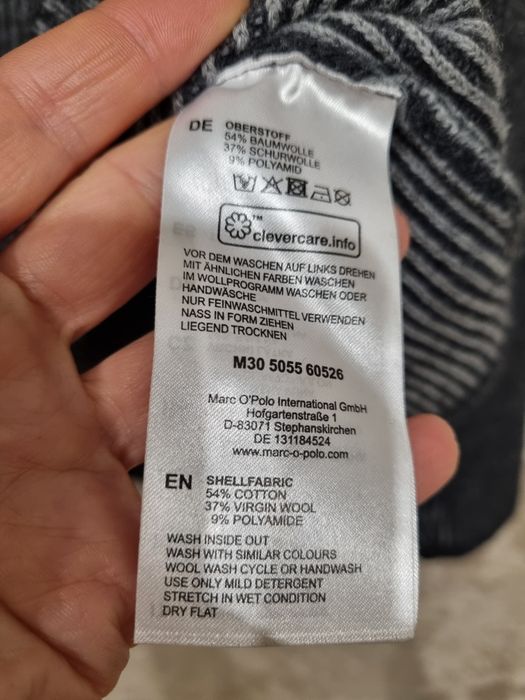 DE OBERSTOFF
54% BAUMWOLLE
37% SCHURWOLLE
9% POLYAMID
™
clevercare.info
VOR DEM WASCHEN AUF LINKS DREHEN
MIT ÄHNLICHEN FARBEN WASCHEN
IM WOLLPROGRAMM WASCHEN ODER
HANDWÄSCHE
NUR FEINWASCHMITTEL VERWENDEN
NASS IN FORM ZIEHEN
LIEGEND TROCKNEN
M30 5055 60526
Marc O'Polo International GmbH
Hofgartenstraße 1
D-83071 Stephanskirchen
DE 131184524
www.marc-o-polo.com
EN SHELLFABRIC
54% COTTON
37% VIRGIN WOOL
9% POLYAMIDE
WASH INSIDE OUT
WASH WITH SIMILAR COLOURS
WOOL WASH CYCLE OR HANDWASH
USE ONLY MILD DETERGENT
STRETCH IN WET CONDITION
DRY FLAT